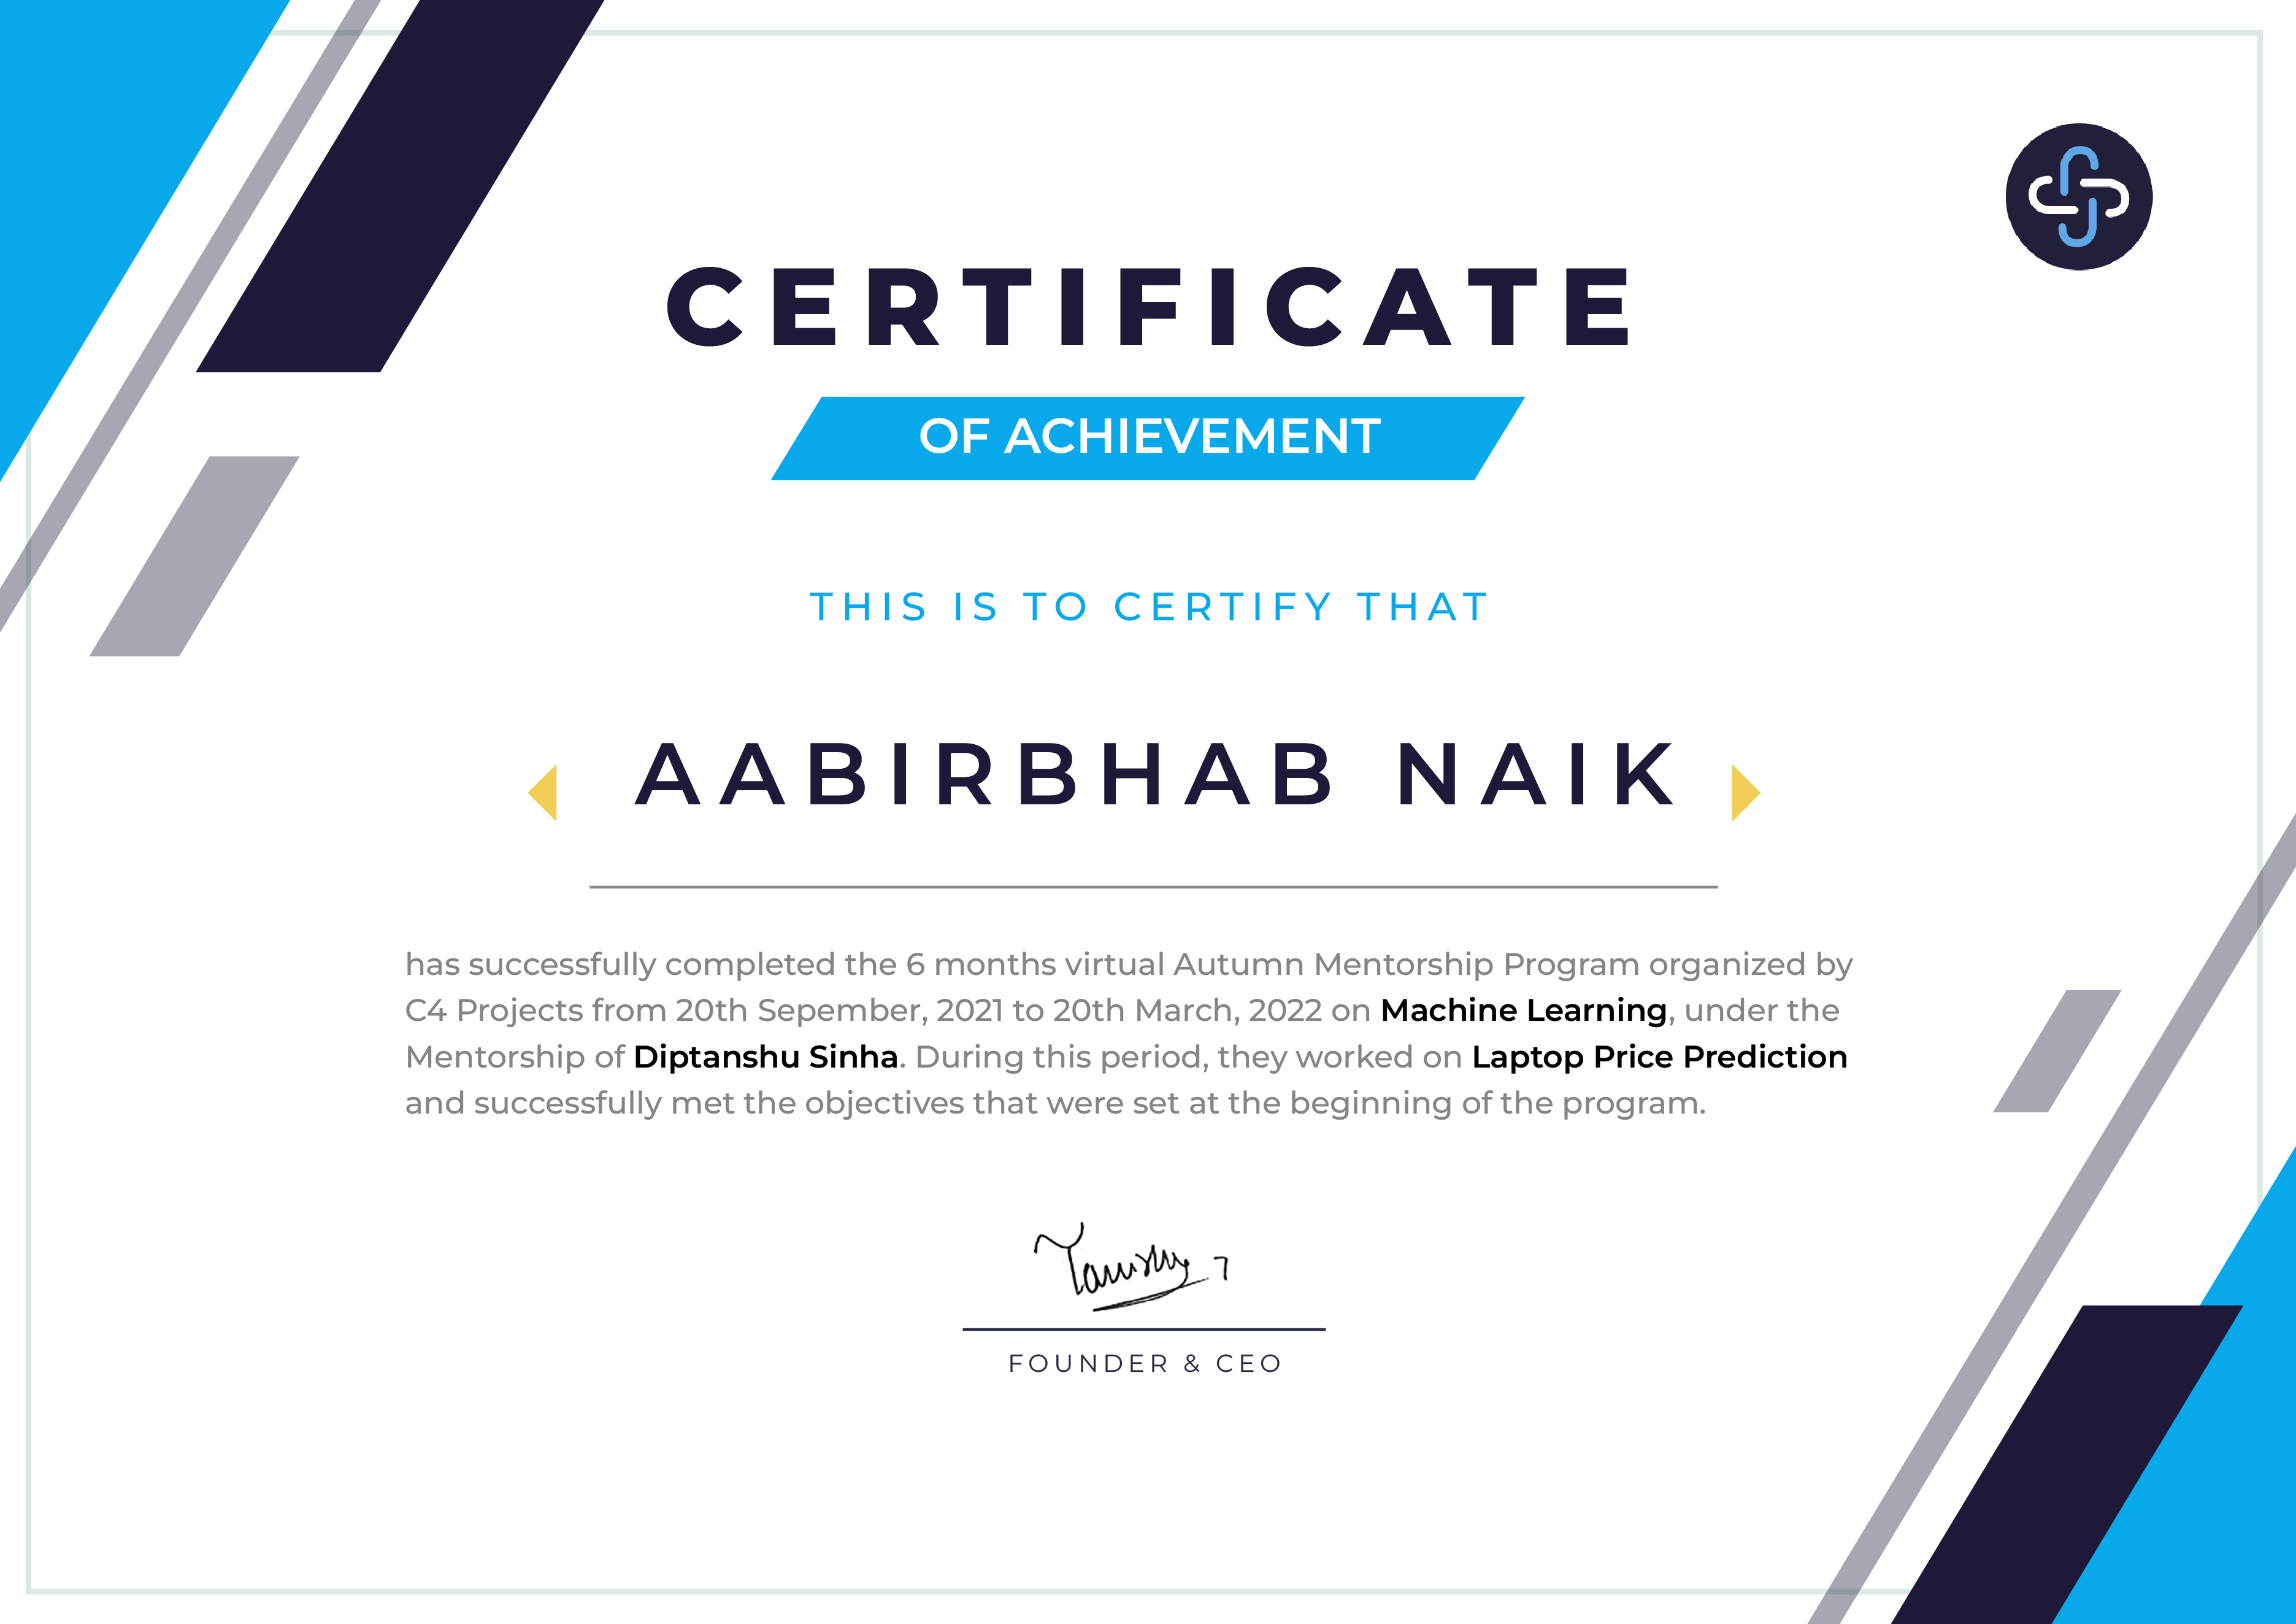 CERTIFICATE
OF ACHIEVEMENT
THIS IS TO CERTIFY THAT
AABIRBHAB NAIK
has successfully completed the 6 months virtual Autumn Mentorship Program organized by
C4 Projects from 20th Sepember, 2021 to 20th March, 2022 on Machine Learning, under the
Mentorship of Diptanshu Sinha. During this period, they worked on Laptop Price Prediction
and successfully met the objectives that were set at the beginning of the program.
FOUNDER & CEO